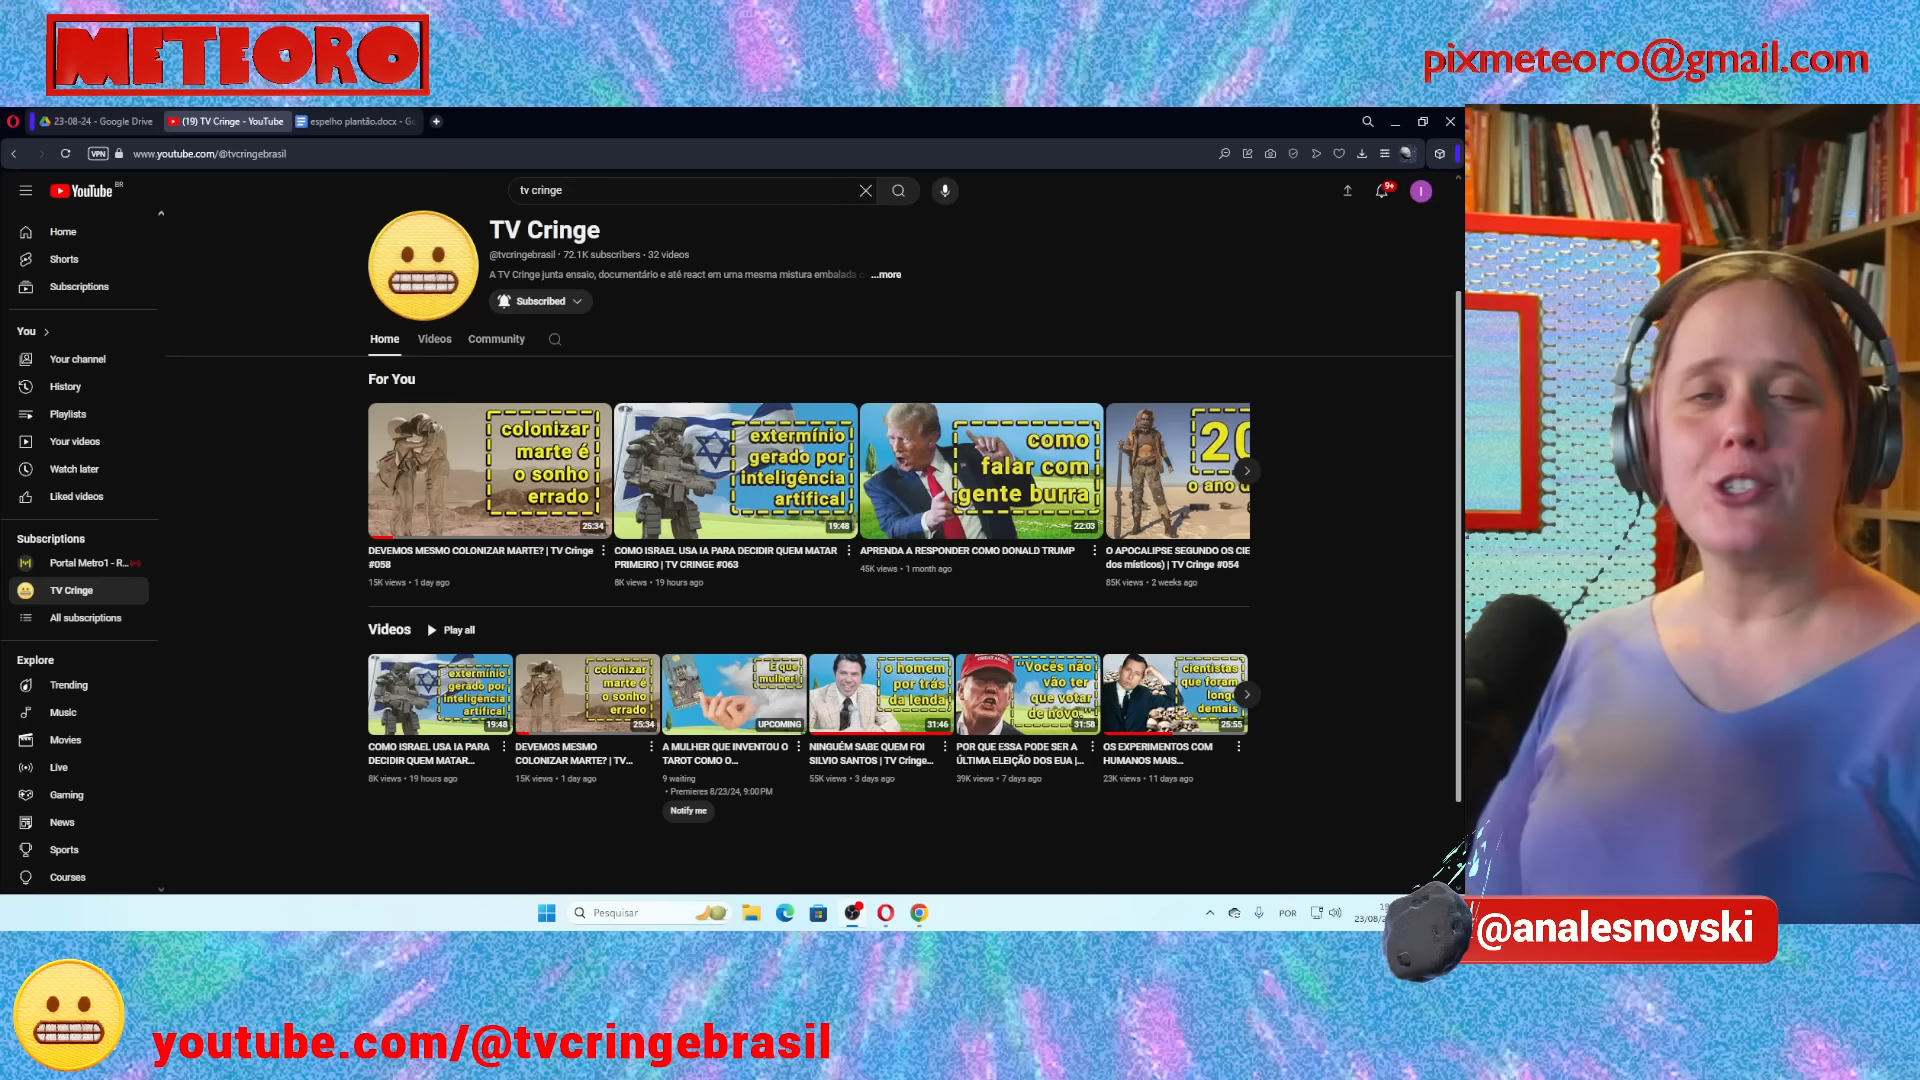 METEORO
pixmeteoro@gmail.com
23-08-24 - Google Drive
(19) TV Cringe - YouTube
espelho plantão.docx - Go
VPN
www.youtube.com/@tvcringebrasil
YouTube BR
tv cringe
9+
I
Home
Shorts
Subscriptions
You
Your channel
History
Playlists
Your videos
Watch later
Liked videos
Subscriptions
Portal Metro1 - R...
TV Cringe
All subscriptions
Explore
Trending
Music
Movies
Live
Gaming
News
Sports
Courses
TV Cringe
@tvcringebrasil · 72.1K subscribers · 32 videos
A TV Cringe junta ensaio, documentário e até react em uma mesma mistura embalada ...more
Subscribed
Home
Videos
Community
For You
colonizar
marte é
o sonho
errado
25:34
DEVEMOS MESMO COLONIZAR MARTE? | TV Cringe
#058
15K views • 1 day ago
extermínio
gerado por
inteligência
artifical
19:48
COMO ISRAEL USA IA PARA DECIDIR QUEM MATAR
PRIMEIRO | TV CRINGE #063
8K views • 19 hours ago
como
falar com
gente burra
22:03
APRENDA A RESPONDER COMO DONALD TRUMP
45K views • 1 month ago
20
o ano d
O APOCALIPSE SEGUNDO OS CIE
dos místicos) | TV Cringe #054
85K views • 2 weeks ago
Videos
Play all
extermínio
gerado por
inteligência
artifical
19:48
COMO ISRAEL USA IA PARA
DECIDIR QUEM MATAR...
8K views • 19 hours ago
colonizar
marte é
o sonho
errado
25:34
DEVEMOS MESMO
COLONIZAR MARTE? | TV...
15K views • 1 day ago
E que
mulher!
UPCOMING
A MULHER QUE INVENTOU O
TAROT COMO O...
9 waiting
• Premieres 8/23/24, 9:00 PM
Notify me
o homem
por trás
da lenda
31:46
NINGUÉM SABE QUEM FOI
SILVIO SANTOS | TV Cringe...
55K views • 3 days ago
"Vocês não
vão ter
que votar
de novo."
31:58
POR QUE ESSA PODE SER A
ÚLTIMA ELEIÇÃO DOS EUA |...
39K views • 7 days ago
cientistas
que foram
longe
demais
25:55
OS EXPERIMENTOS COM
HUMANOS MAIS...
23K views • 11 days ago
Pesquisar
POR
@analesnovski
youtube.com/@tvcringebrasil